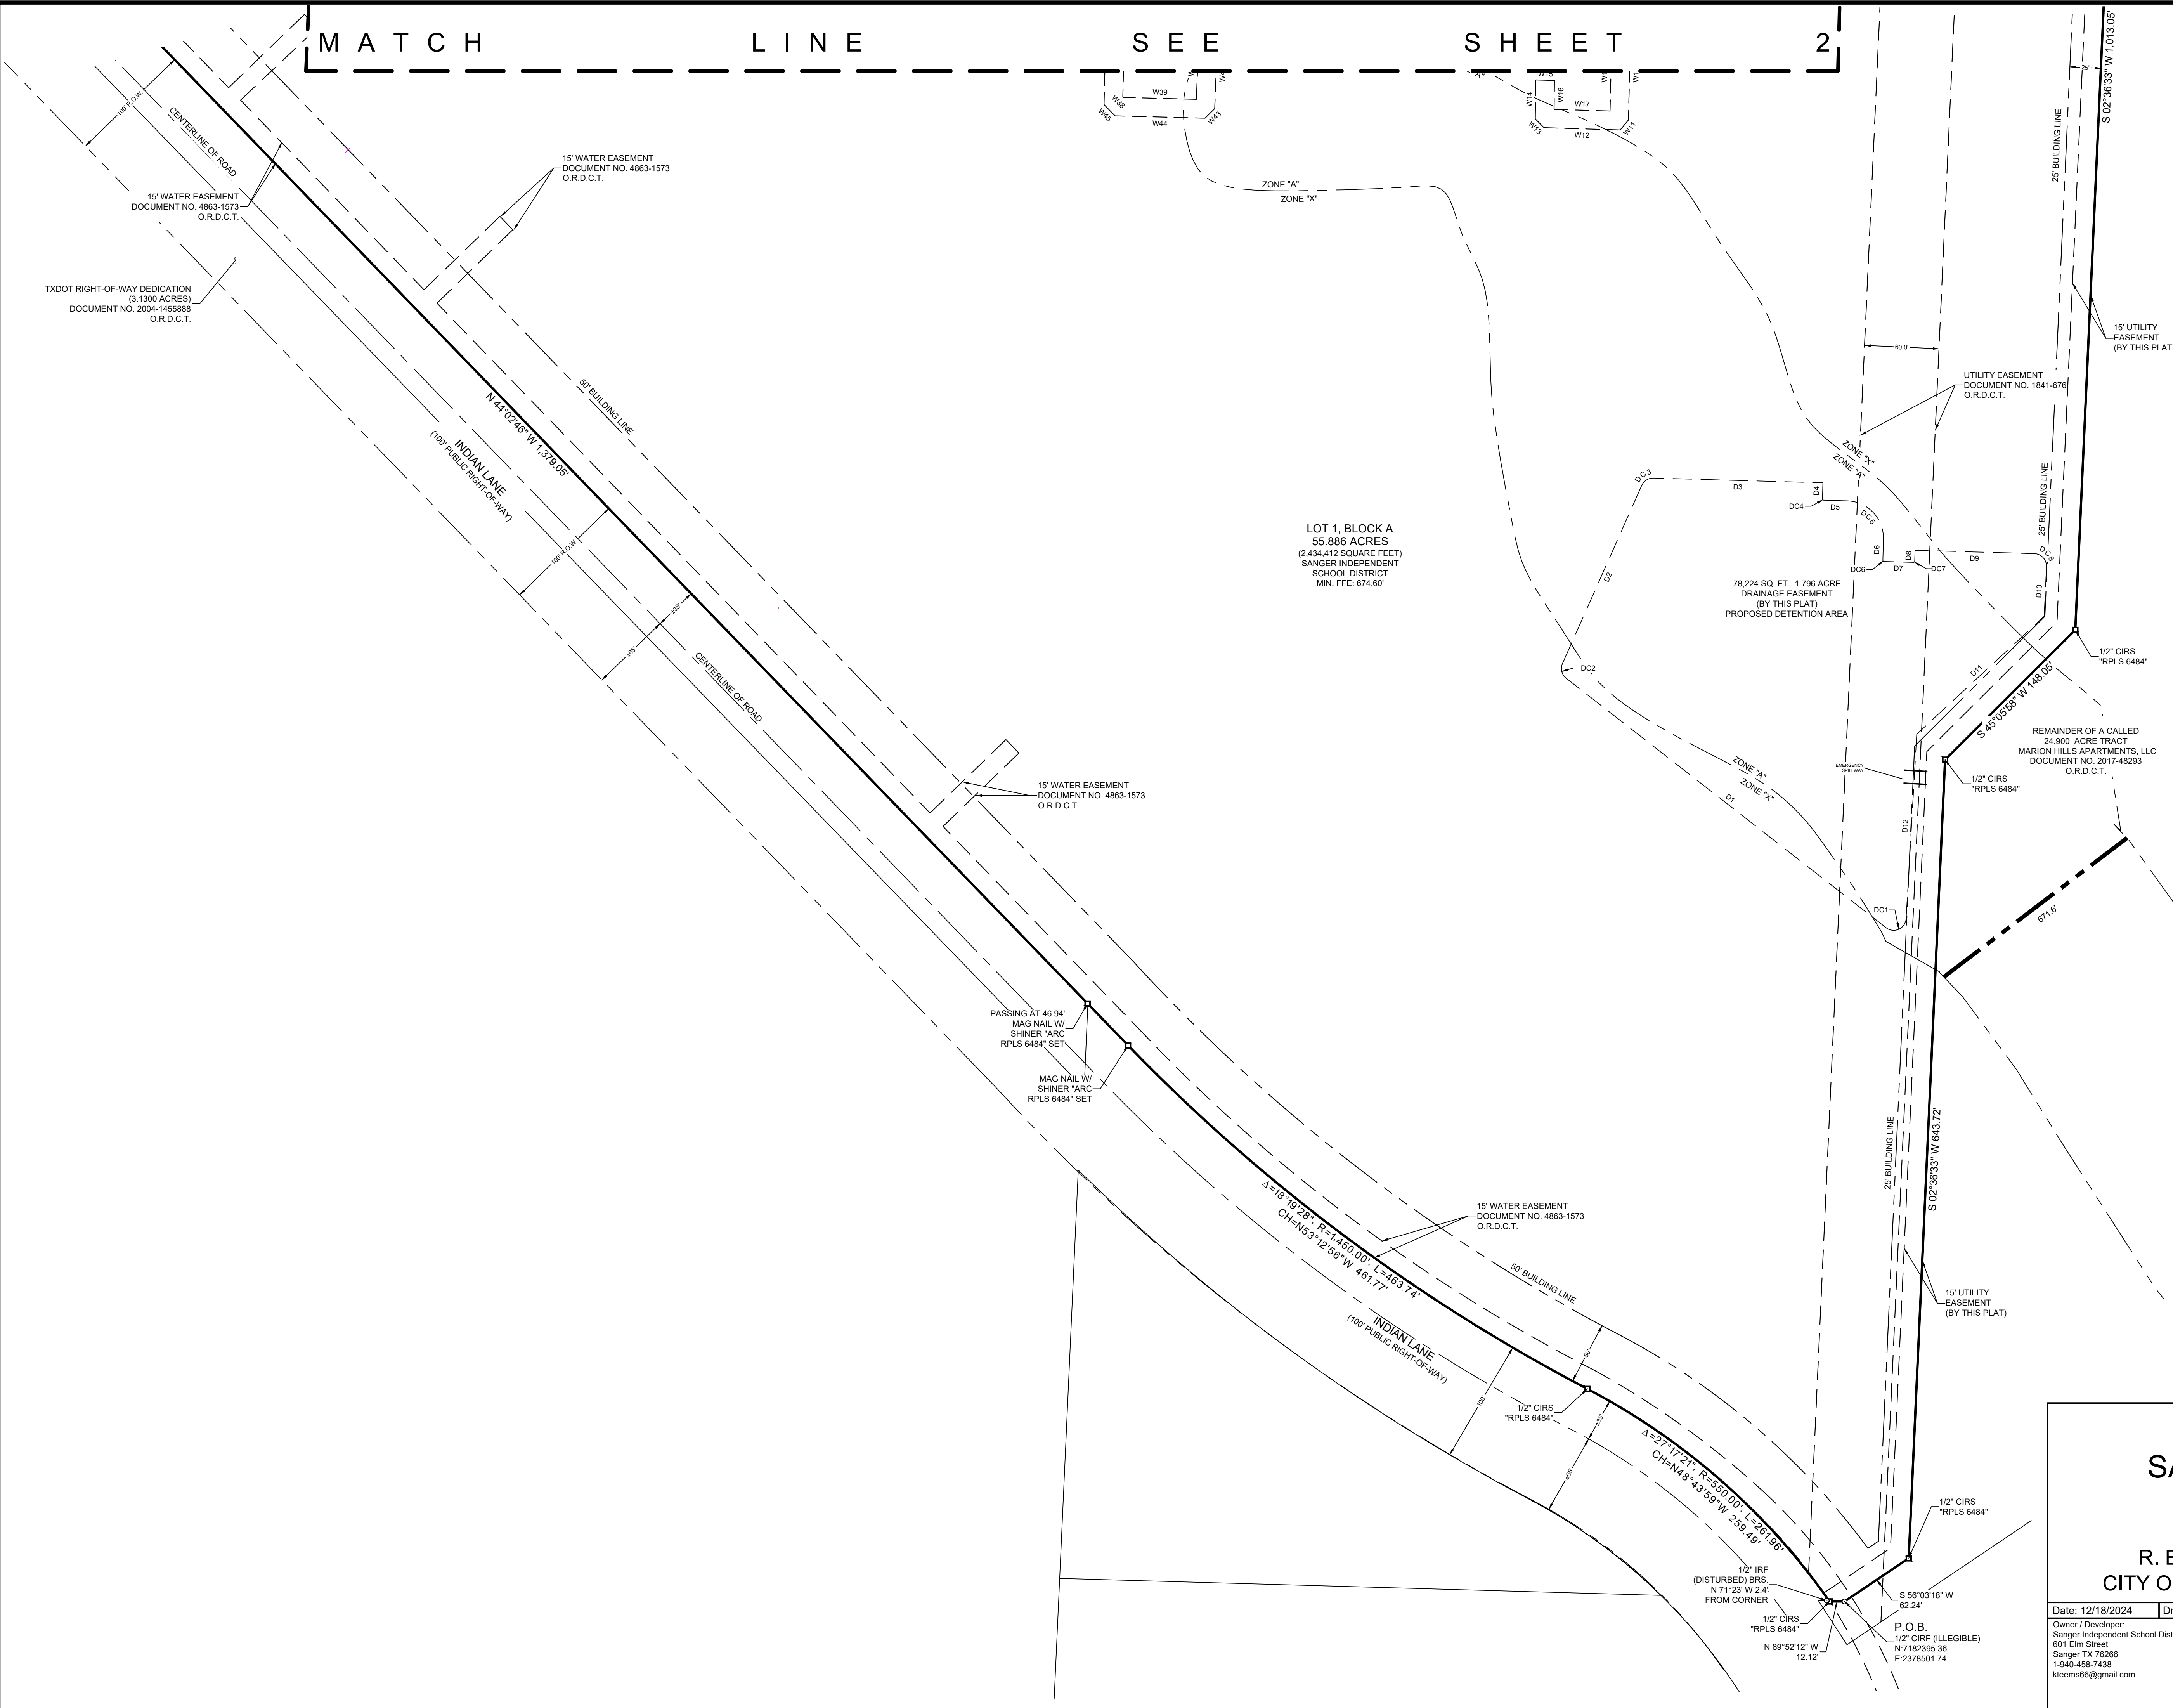 M A T C H L I N E S E E S H E E T 2
W39
W38
W45
W44
W43
W15
W14
W16
W17
W13
W12
W11
25'
S 02°36'33" W 1,013.05'
25' BUILDING LINE
100' R.O.W.
CENTERLINE OF ROAD
15' WATER EASEMENT
DOCUMENT NO. 4863-1573
O.R.D.C.T.
15' WATER EASEMENT
DOCUMENT NO. 4863-1573
O.R.D.C.T.
ZONE "A"
ZONE "X"
TXDOT RIGHT-OF-WAY DEDICATION
(3.1300 ACRES)
DOCUMENT NO. 2004-1455888
O.R.D.C.T.
15' UTILITY
EASEMENT
(BY THIS PLAT
60.0'
UTILITY EASEMENT
DOCUMENT NO. 1841-676
O.R.D.C.T.
50' BUILDING LINE
N 44°02'46" W 1,379.05'
INDIAN LANE
(100' PUBLIC RIGHT-OF-WAY)
ZONE "X"
ZONE "A"
25' BUILDING LINE
DC3
D3
D4
DC4
D5
DC5
D6
D8
D9
DC8
DC6
D7
DC7
D10
D2
LOT 1, BLOCK A
55.886 ACRES
(2,434,412 SQUARE FEET)
SANGER INDEPENDENT
SCHOOL DISTRICT
MIN. FFE: 674.60'
78,224 SQ. FT. 1.796 ACRE
DRAINAGE EASEMENT
(BY THIS PLAT)
PROPOSED DETENTION AREA
100' R.O.W.
±35'
±65'
CENTERLINE OF ROAD
1/2" CIRS
"RPLS 6484"
DC2
D11
S 45°05'58" W 148.05'
REMAINDER OF A CALLED
24.900 ACRE TRACT
MARION HILLS APARTMENTS, LLC
DOCUMENT NO. 2017-48293
O.R.D.C.T.
EMERGENCY
SPILLWAY
1/2" CIRS
"RPLS 6484"
ZONE "A"
ZONE "X"
D1
D12
15' WATER EASEMENT
DOCUMENT NO. 4863-1573
O.R.D.C.T.
DC1
671.6'
PASSING AT 46.94'
MAG NAIL W/
SHINER "ARC
RPLS 6484" SET
MAG NAIL W/
SHINER "ARC
RPLS 6484" SET
25' BUILDING LINE
S 02°36'33" W 643.72'
Δ=18°19'28", R=1,450.00', L=463.74'
CH=N53°12'56"W 461.77'
15' WATER EASEMENT
DOCUMENT NO. 4863-1573
O.R.D.C.T.
50' BUILDING LINE
15' UTILITY
EASEMENT
(BY THIS PLAT)
INDIAN LANE
(100' PUBLIC RIGHT-OF-WAY)
50'
100'
1/2" CIRS
"RPLS 6484"
±35'
±65'
Δ=27°17'21", R=550.00', L=261.96'
CH=N48°43'59"W 259.49'
1/2" CIRS
"RPLS 6484"
1/2" IRF
(DISTURBED) BRS.
N 71°23' W 2.4'
FROM CORNER
1/2" CIRS
"RPLS 6484"
N 89°52'12" W
12.12'
S 56°03'18" W
62.24'
P.O.B.
1/2" CIRF (ILLEGIBLE)
N:7182395.36
E:2378501.74
SA
R. B
CITY O
Date: 12/18/2024
Dr
Owner / Developer:
Sanger Independent School Dist
601 Elm Street
Sanger TX 76266
1-940-458-7438
kteems66@gmail.com